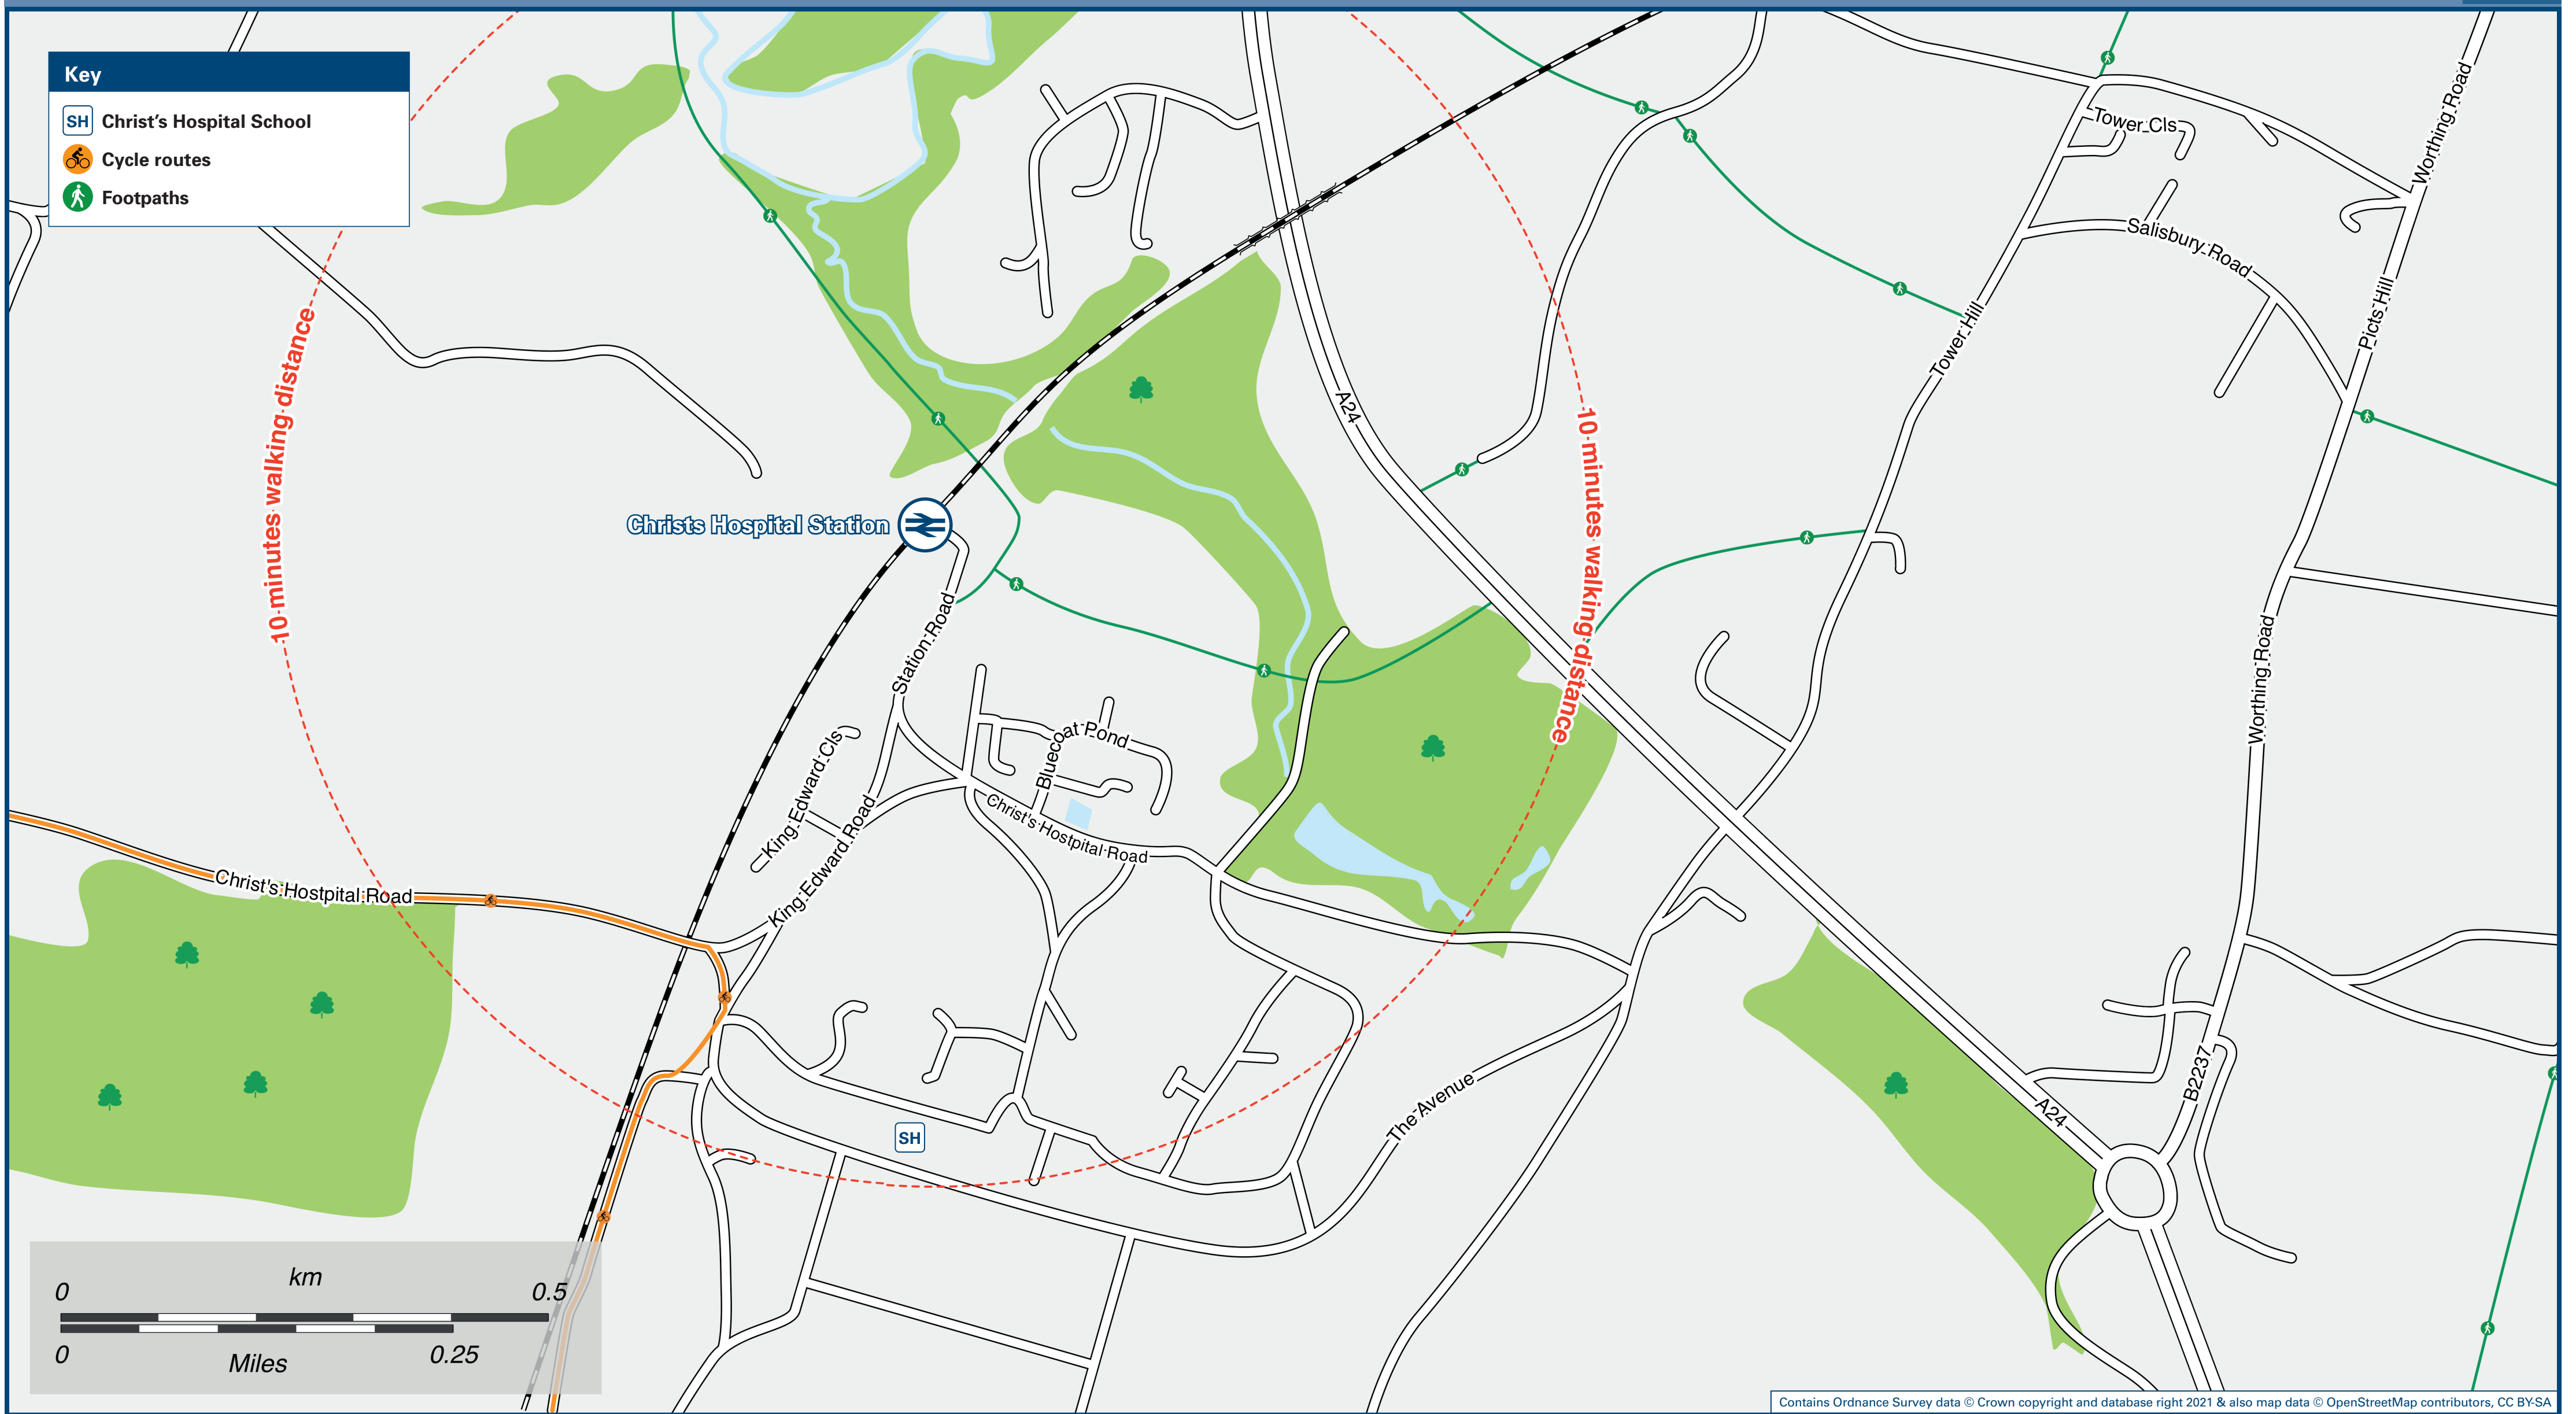 Key
SH Christ's Hospital School
Cycle routes
Footpaths
Worthing Road
Tower Cls
Salisbury Road
Picts Hill
Tower Hill
10 minutes walking distance
A24
10 minutes walking distance
Christs Hospital Station
Station Road
Worthing Road
Bluecoat Pond
King Edward Cls
Christ's Hostpital Road
King Edward Road
King Edward Road
Christ's Hostpital Road
B2237
A24
The Avenue
SH
km
0 0.5
0 0.25
Miles
Contains Ordnance Survey data © Crown copyright and database right 2021 & also map data © OpenStreetMap contributors, CC BY-SA